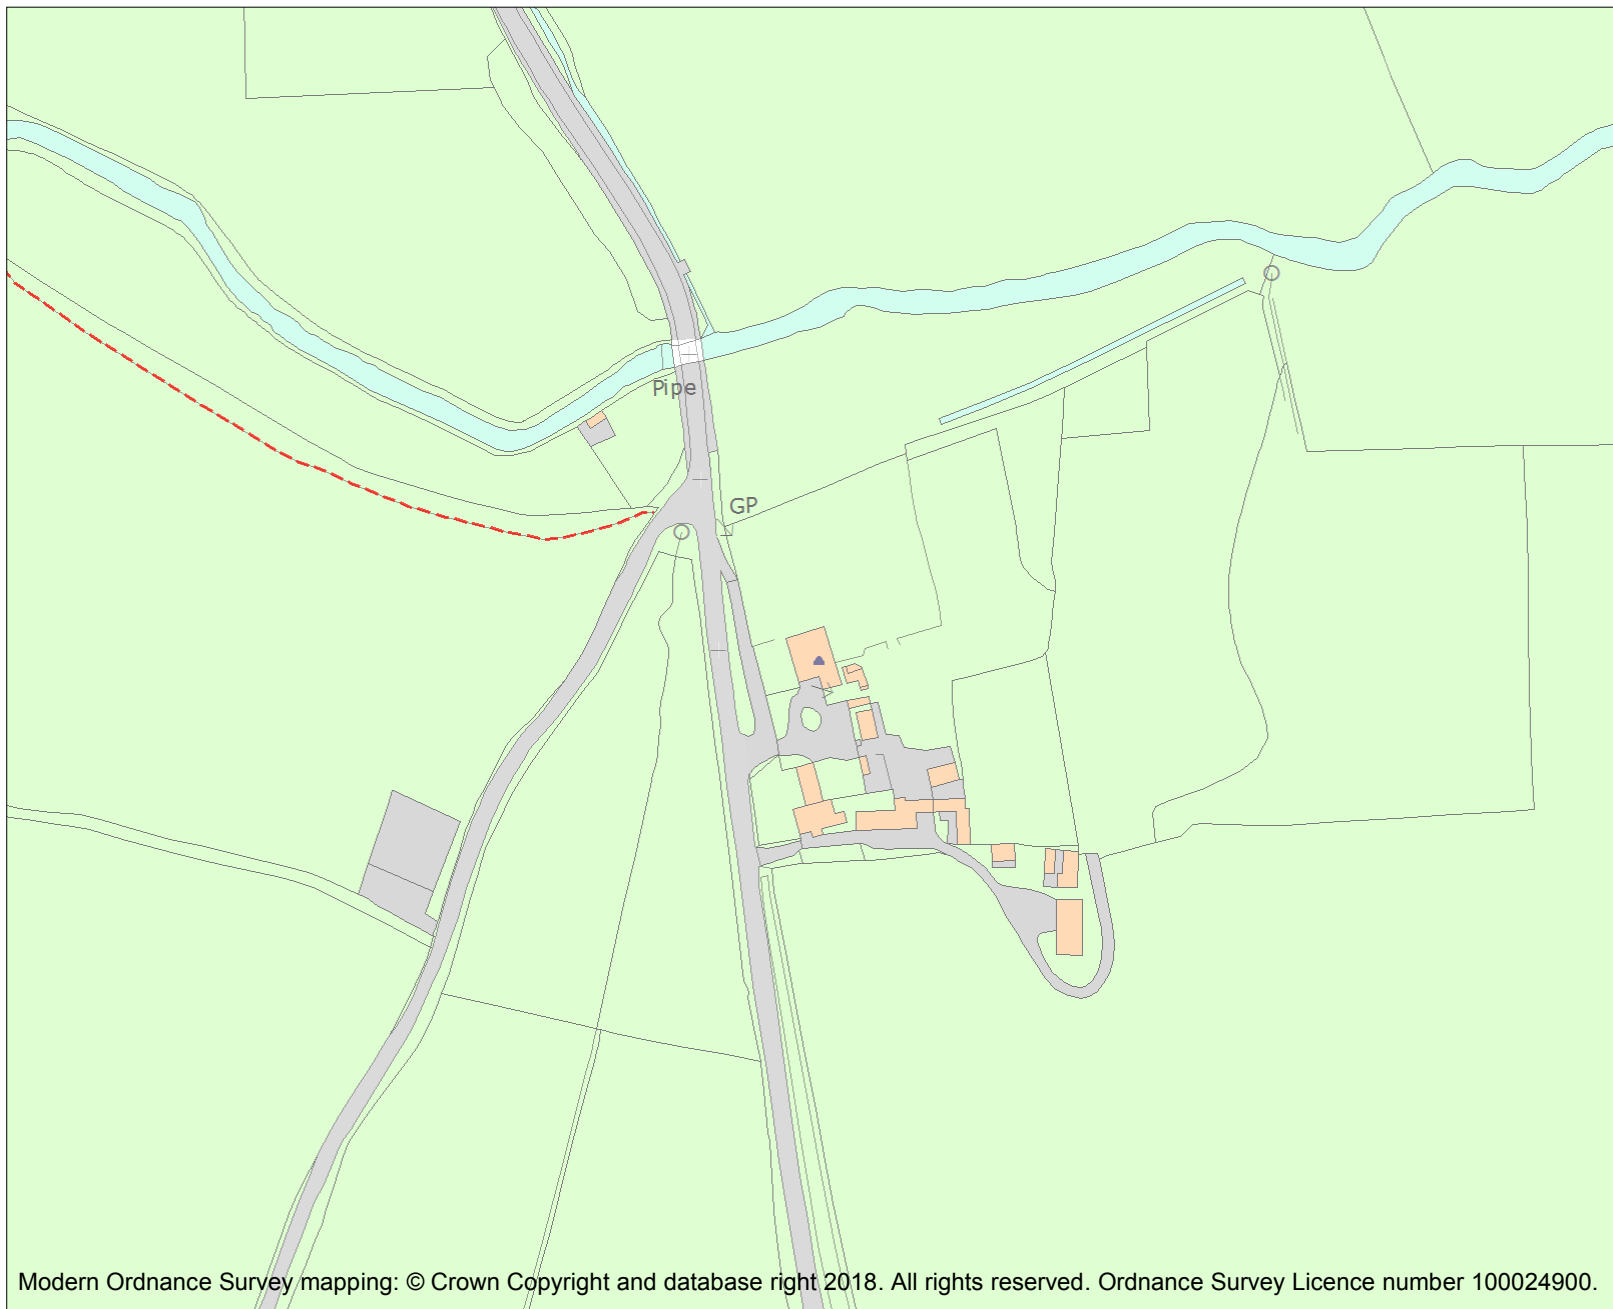 Pipe
GP
Modern Ordnance Survey mapping: © Crown Copyright and database right 2018. All rights reserved. Ordnance Survey Licence number 100024900.